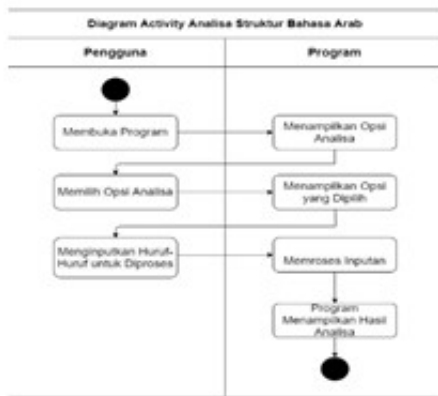 Diagram Activity Analisa Struktur Bahasa Arab
Pengguna
Program
Membuka Program
Menampilkan Opsi
Analisa
Memilih Opsi Analisa
Menampilkan Opsi
yang Dipilih
Menginputkan Huruf-
Huruf untuk Diproses
Memroses Inputan
Program
Menampilkan Hasil
Analisa